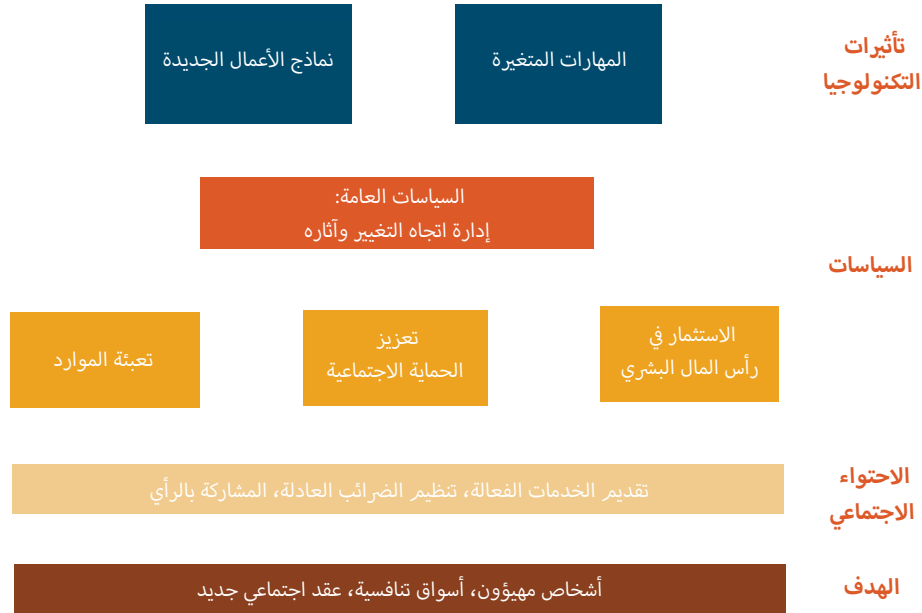 تأثيرات
التكنولوجيا
المهارات المتغيرة
نماذج الأعمال الجديدة
السياسات
السياسات العامة:
إدارة اتجاه التغيير وآثاره
الاستثمار في
رأس المال البشري
تعزيز
الحماية الاجتماعية
تعبئة الموارد
الاحتواء
الاجتماعي
تقديم الخدمات الفعالة، تنظيم الضرائب العادلة، المشاركة بالرأي
الهدف
أشخاص مهيؤون، أسواق تنافسية، عقد اجتماعي جديد